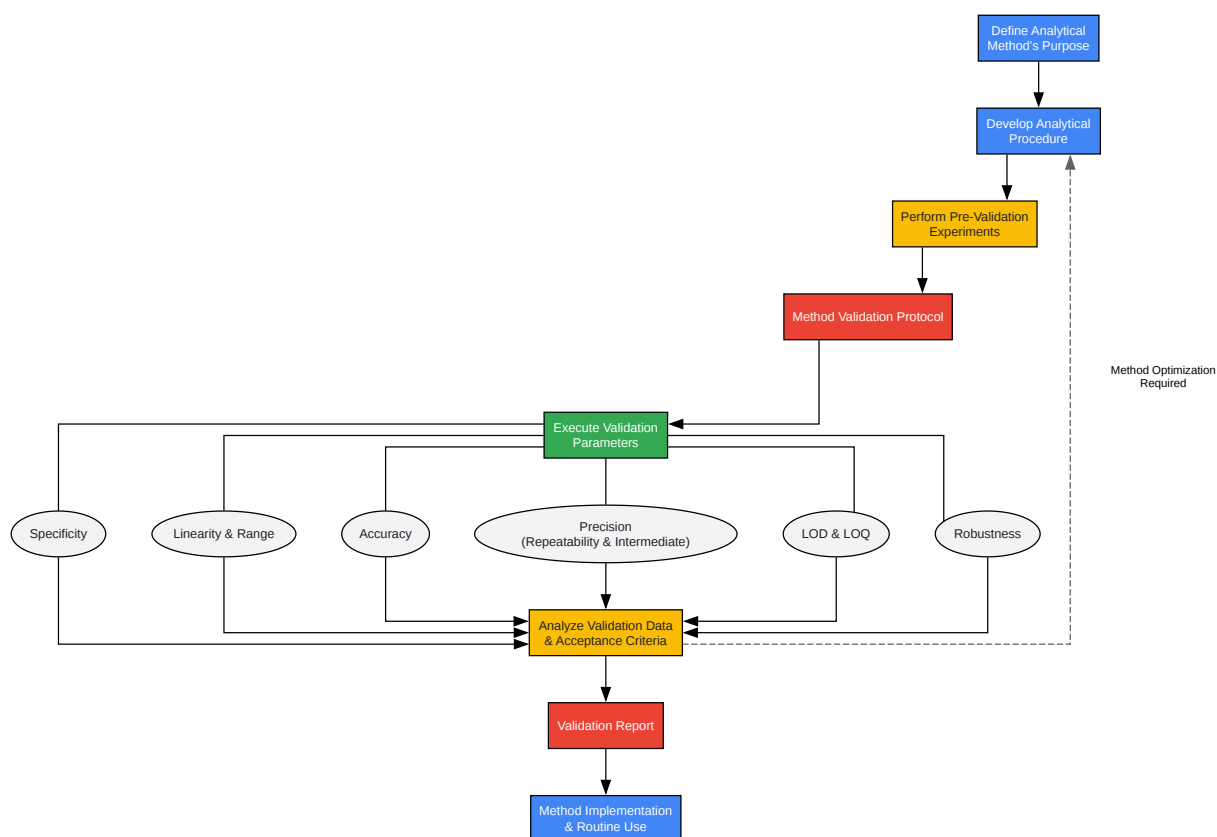 Define Analytical
Method's Purpose
Develop Analytical
Procedure
Perform Pre-Validation
Experiments
Method Validation Protocol
Method Optimization
Required
Execute Validation
Parameters
Specificity
Linearity & Range
Accuracy
Precision
(Repeatability & Intermediate)
LOD & LOQ
Robustness
Analyze Validation Data
& Acceptance Criteria
Validation Report
Method Implementation
& Routine Use